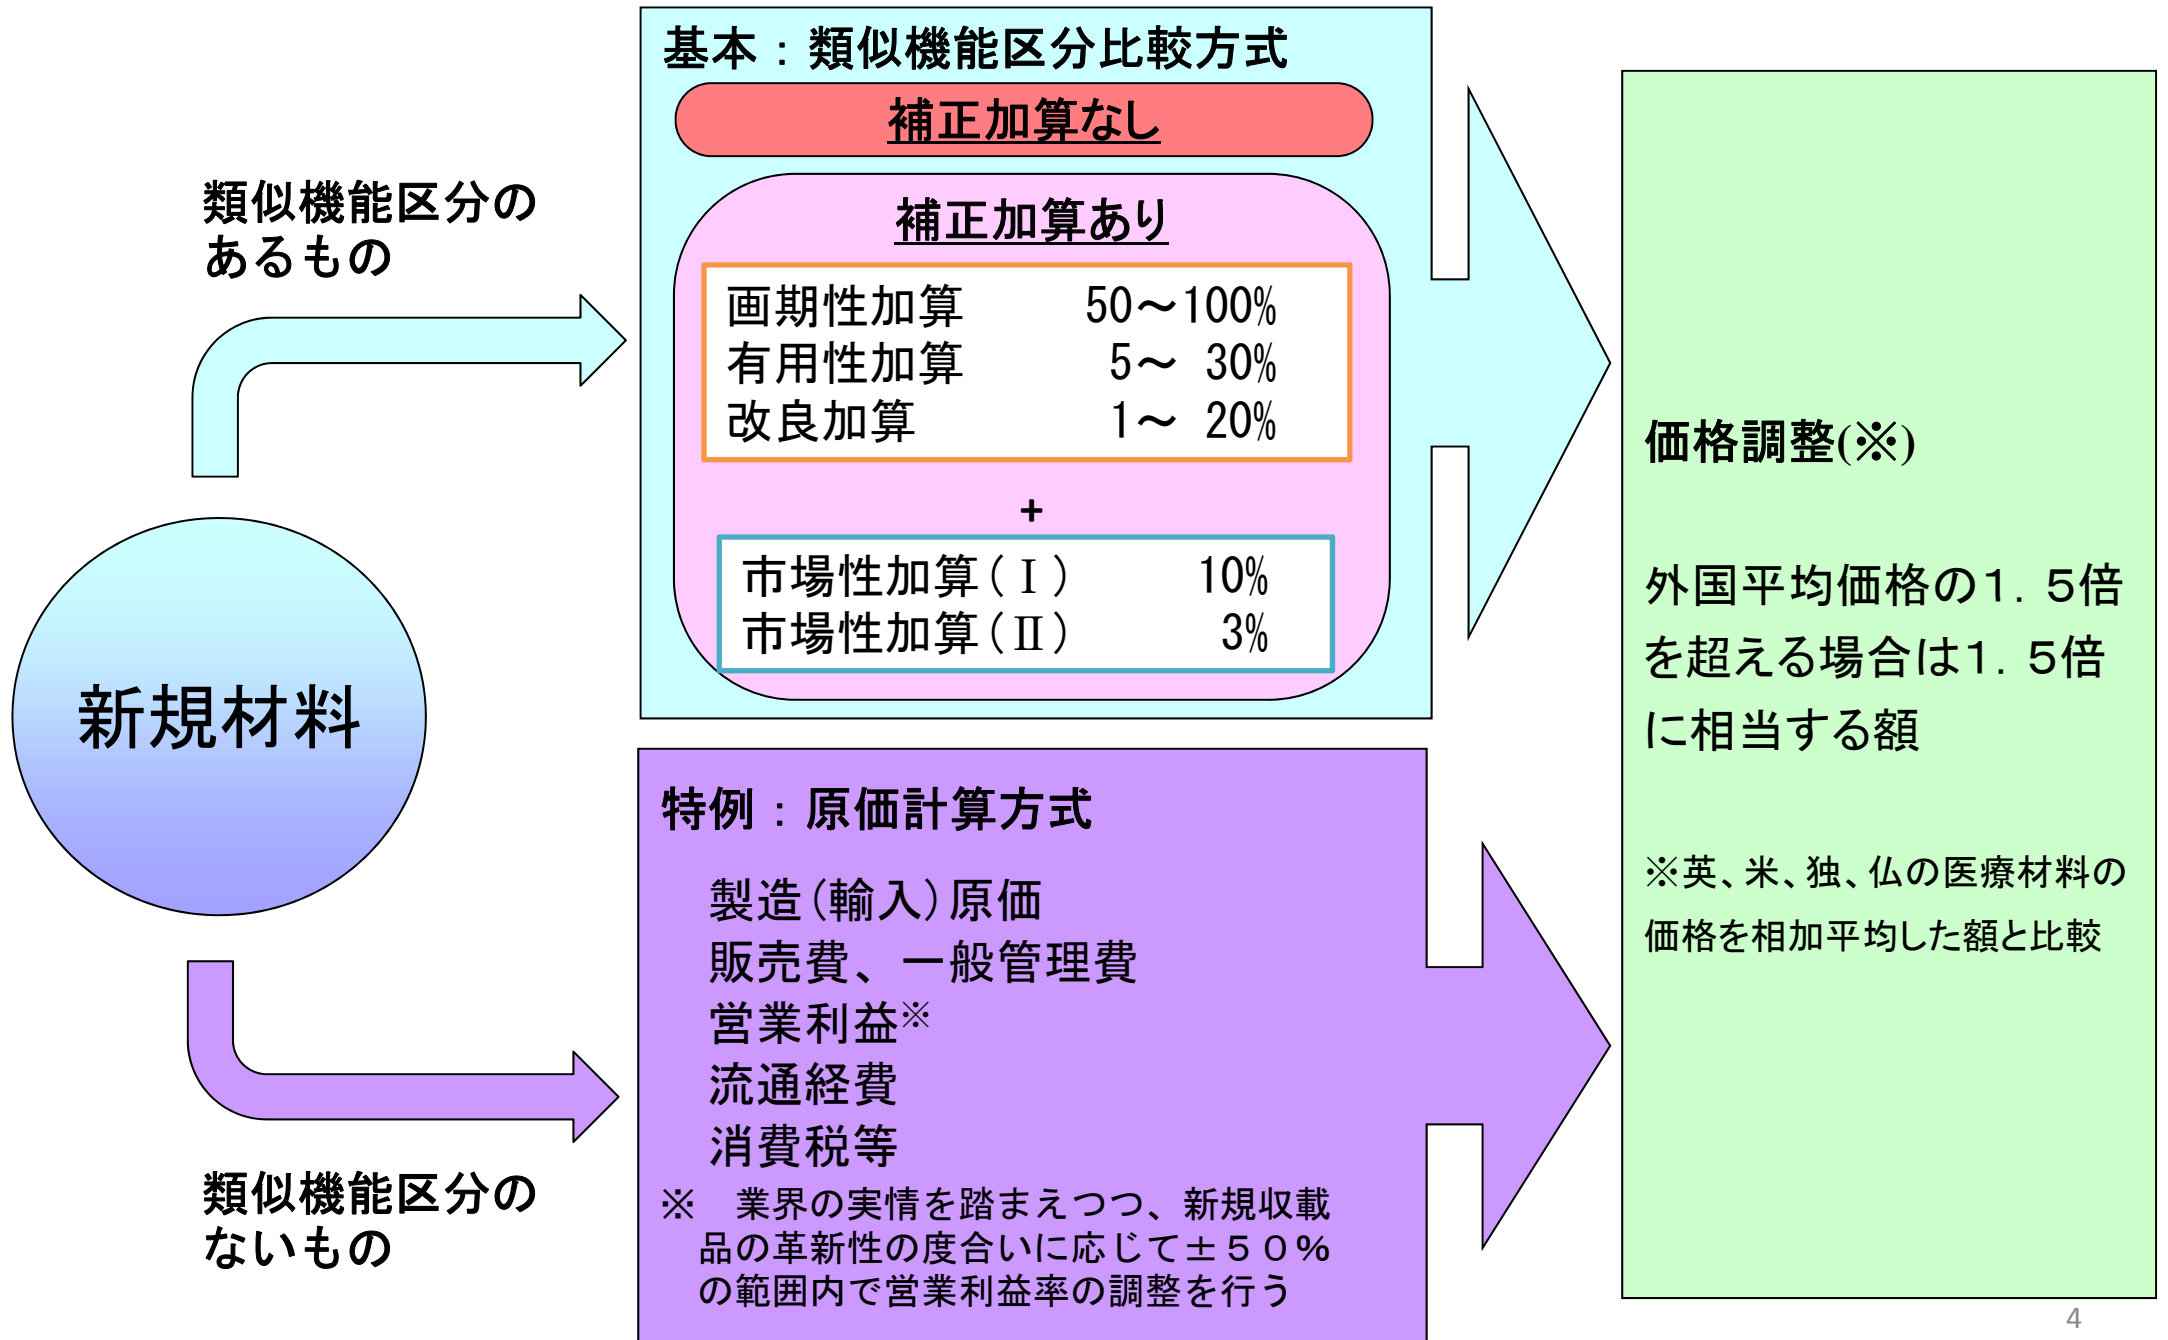 基本：類似機能区分比較方式
補正加算なし
類似機能区分の
あるもの
補正加算あり
画期性加算 50～100%
有用性加算 5～ 30%
改良加算 1～ 20%
+
市場性加算(Ⅰ) 10%
市場性加算(Ⅱ) 3%
新規材料
特例：原価計算方式
製造(輸入)原価
販売費、一般管理費
営業利益※
流通経費
消費税等
※　業界の実情を踏まえつつ、新規収載
品の革新性の度合いに応じて±５０%
の範囲内で営業利益率の調整を行う
類似機能区分の
ないもの
価格調整(※)
外国平均価格の１．５倍
を超える場合は１．５倍
に相当する額
※英、米、独、仏の医療材料の
価格を相加平均した額と比較
4